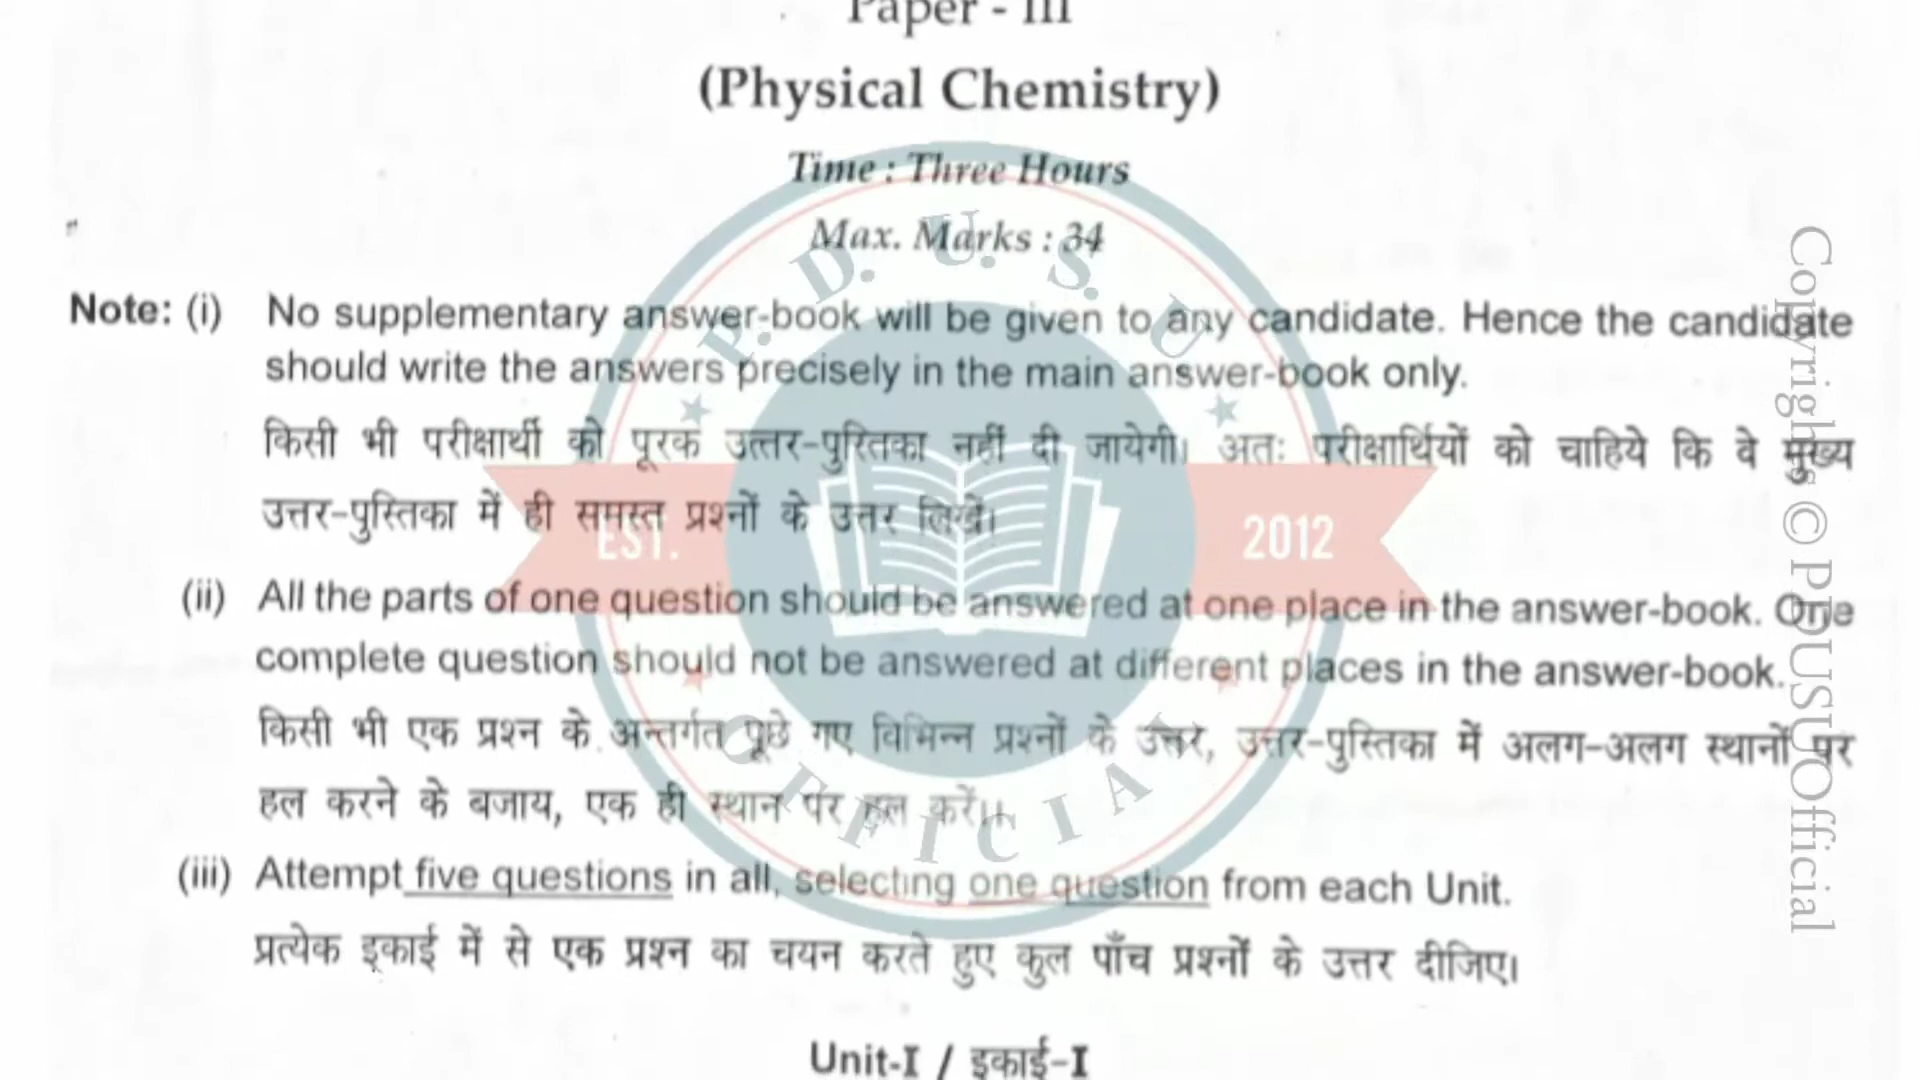 Paper - III
(Physical Chemistry)
Time : Three Hours
Max. Marks : 34
Note: (i) No supplementary answer-book will be given to any candidate. Hence the candidate
should write the answers precisely in the main answer-book only.
किसी भी परीक्षार्थी को पूरक उत्तर-पुस्तिका नहीं दी जायेगी। अतः परीक्षार्थियों को चाहिये कि वे मुख्य
उत्तर-पुस्तिका में ही समस्त प्रश्नों के उत्तर लिखें।
(ii) All the parts of one question should be answered at one place in the answer-book. One
complete question should not be answered at different places in the answer-book.
किसी भी एक प्रश्न के अन्तर्गत पूछे गए विभिन्न प्रश्नों के उत्तर, उत्तर-पुस्तिका में अलग-अलग स्थानों पर
हल करने के बजाय, एक ही स्थान पर हल करें।
(iii) Attempt five questions in all, selecting one question from each Unit.
प्रत्येक इकाई में से एक प्रश्न का चयन करते हुए कुल पाँच प्रश्नों के उत्तर दीजिए।
Unit-I / इकाई-I
P. D. U. S. U
EST. 2012
OFFICIAL
Copyrights © PDUSUOfficial